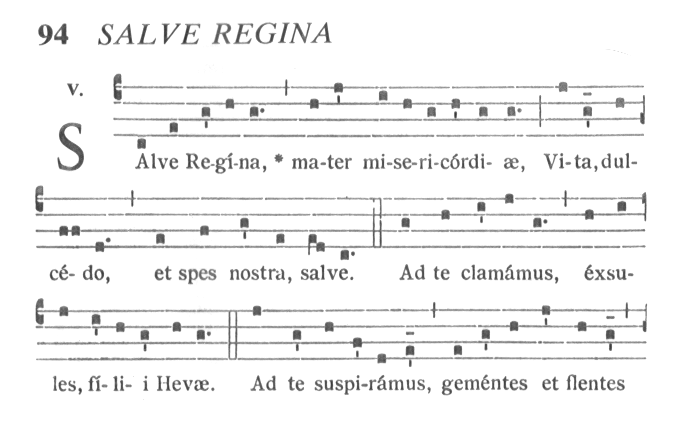 94 SALVE REGINA
V.
SAlve Re-gí-na, * ma-ter mi-se-ri-córdi- æ, Vi-ta, dul-
cé- do, et spes nostra, salve. Ad te clamámus, éxsu-
les, fí- li- i Hevæ. Ad te suspi-rámus, geméntes et flentes